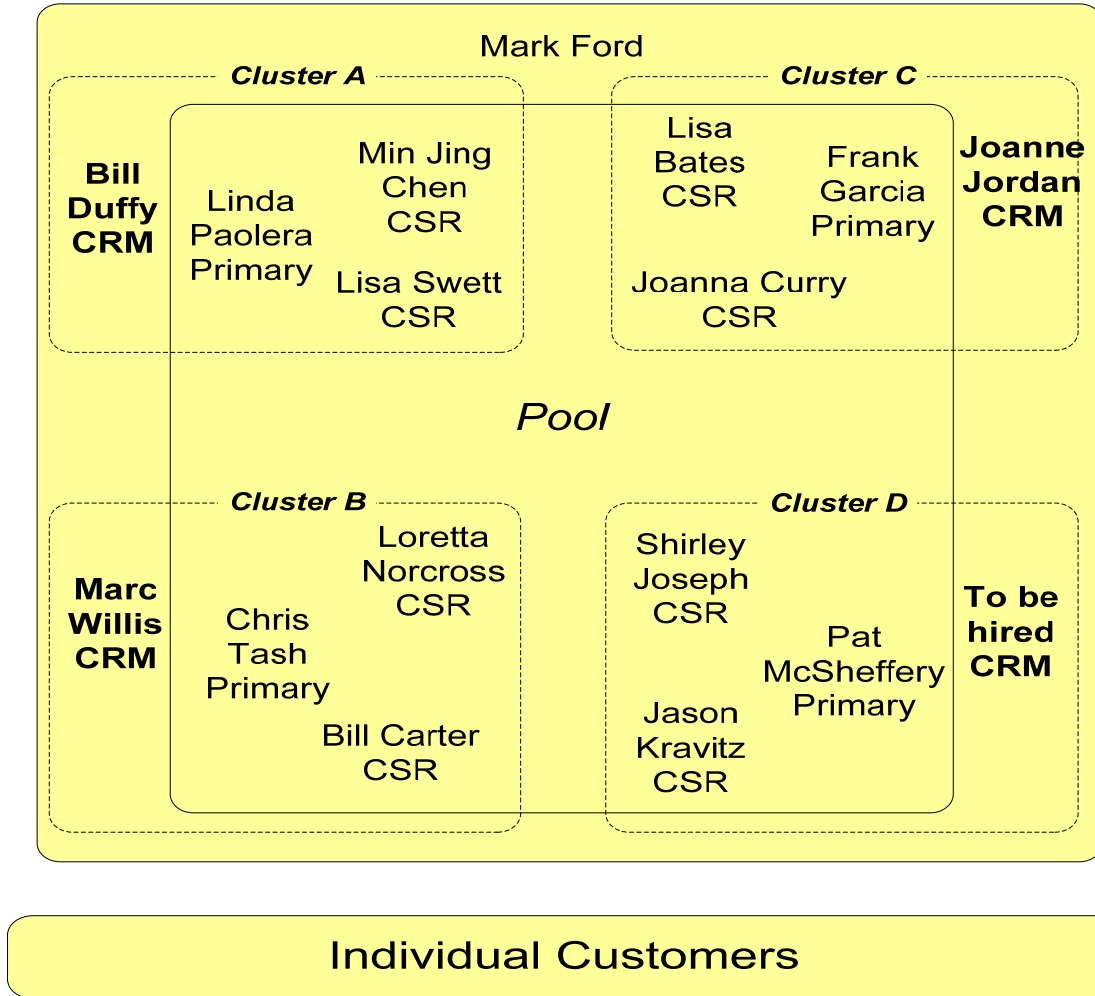 Mark Ford
Cluster A
Bill
Duffy
CRM
Linda
Paolera
Primary
Min Jing
Chen
CSR
Lisa Swett
CSR
Cluster C
Lisa
Bates
CSR
Frank
Garcia
Primary
Joanna Curry
CSR
Joanne
Jordan
CRM
Pool
Cluster B
Marc
Willis
CRM
Chris
Tash
Primary
Loretta
Norcross
CSR
Bill Carter
CSR
Cluster D
Shirley
Joseph
CSR
Pat
McSheffery
Primary
Jason
Kravitz
CSR
To be
hired
CRM
Individual Customers